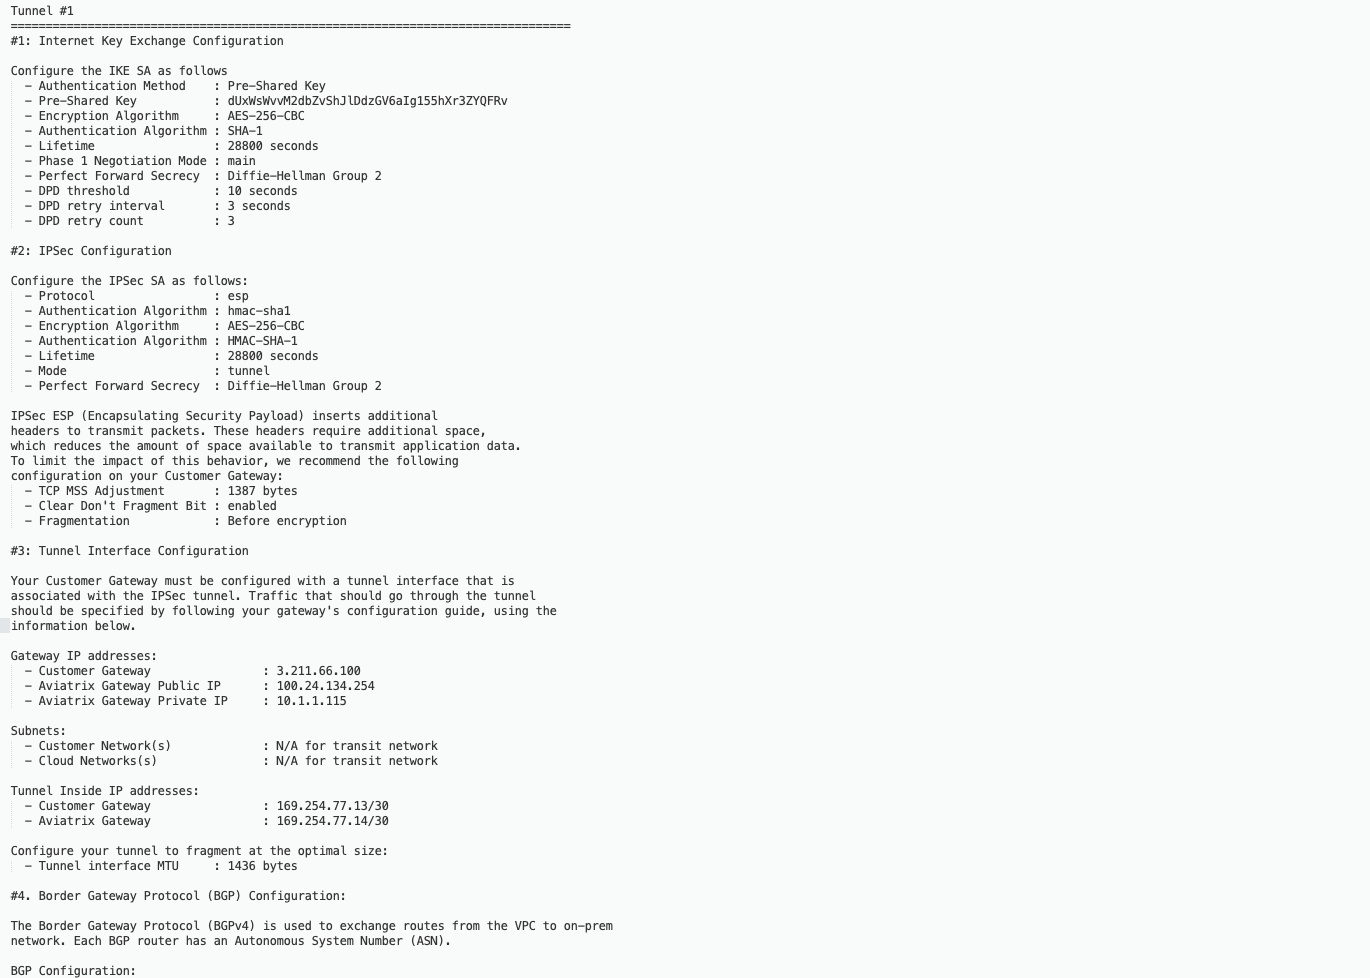 Tunnel #1
================================================================================
#1: Internet Key Exchange Configuration
Configure the IKE SA as follows
- Authentication Method    : Pre-Shared Key
- Pre-Shared Key           : dUxWsWvvM2dbZvShJlDdzGV6aIg155hXr3ZYQFRv
- Encryption Algorithm     : AES-256-CBC
- Authentication Algorithm : SHA-1
- Lifetime                 : 28800 seconds
- Phase 1 Negotiation Mode : main
- Perfect Forward Secrecy  : Diffie-Hellman Group 2
- DPD threshold            : 10 seconds
- DPD retry interval       : 3 seconds
- DPD retry count          : 3
#2: IPSec Configuration
Configure the IPSec SA as follows:
- Protocol                 : esp
- Authentication Algorithm : hmac-sha1
- Encryption Algorithm     : AES-256-CBC
- Authentication Algorithm : HMAC-SHA-1
- Lifetime                 : 28800 seconds
- Mode                     : tunnel
- Perfect Forward Secrecy  : Diffie-Hellman Group 2
IPSec ESP (Encapsulating Security Payload) inserts additional
headers to transmit packets. These headers require additional space,
which reduces the amount of space available to transmit application data.
To limit the impact of this behavior, we recommend the following
configuration on your Customer Gateway:
- TCP MSS Adjustment       : 1387 bytes
- Clear Don't Fragment Bit : enabled
- Fragmentation            : Before encryption
#3: Tunnel Interface Configuration
Your Customer Gateway must be configured with a tunnel interface that is
associated with the IPSec tunnel. Traffic that should go through the tunnel
should be specified by following your gateway's configuration guide, using the
information below.
Gateway IP addresses:
- Customer Gateway                : 3.211.66.100
- Aviatrix Gateway Public IP      : 100.24.134.254
- Aviatrix Gateway Private IP     : 10.1.1.115
Subnets:
- Customer Network(s)             : N/A for transit network
- Cloud Networks(s)               : N/A for transit network
Tunnel Inside IP addresses:
- Customer Gateway                : 169.254.77.13/30
- Aviatrix Gateway                : 169.254.77.14/30
Configure your tunnel to fragment at the optimal size:
- Tunnel interface MTU     : 1436 bytes
#4. Border Gateway Protocol (BGP) Configuration:
The Border Gateway Protocol (BGPv4) is used to exchange routes from the VPC to on-prem
network. Each BGP router has an Autonomous System Number (ASN).
BGP Configuration: